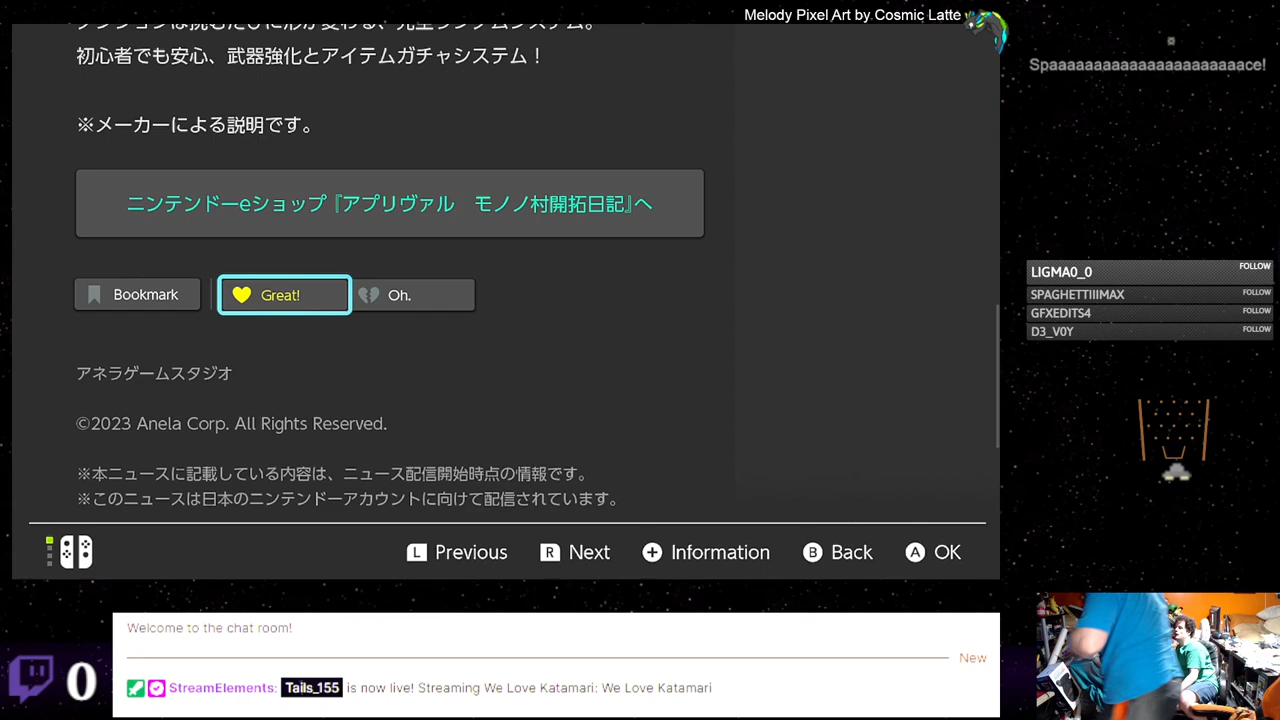 Melody Pixel Art by Cosmic Latte
初心者でも安心、武器強化とアイテムガチャシステム！
※メーカーによる説明です。
ニンテンドーeショップ『アプリヴァル　モノノ村開拓日記』へ
Bookmark
Great!
Oh.
アネラゲームスタジオ
©2023 Anela Corp. All Rights Reserved.
※本ニュースに記載している内容は、ニュース配信開始時点の情報です。
※このニュースは日本のニンテンドーアカウントに向けて配信されています。
L Previous
R Next
+ Information
B Back
A OK
Spaaaaaaaaaaaaaaaaaaaaaace!
LIGMA0_0 FOLLOW
SPAGHETTIIIMAX FOLLOW
GFXEDITS4 FOLLOW
D3_V0Y FOLLOW
0
Welcome to the chat room!
New
StreamElements: Tails_155 is now live! Streaming We Love Katamari: We Love Katamari